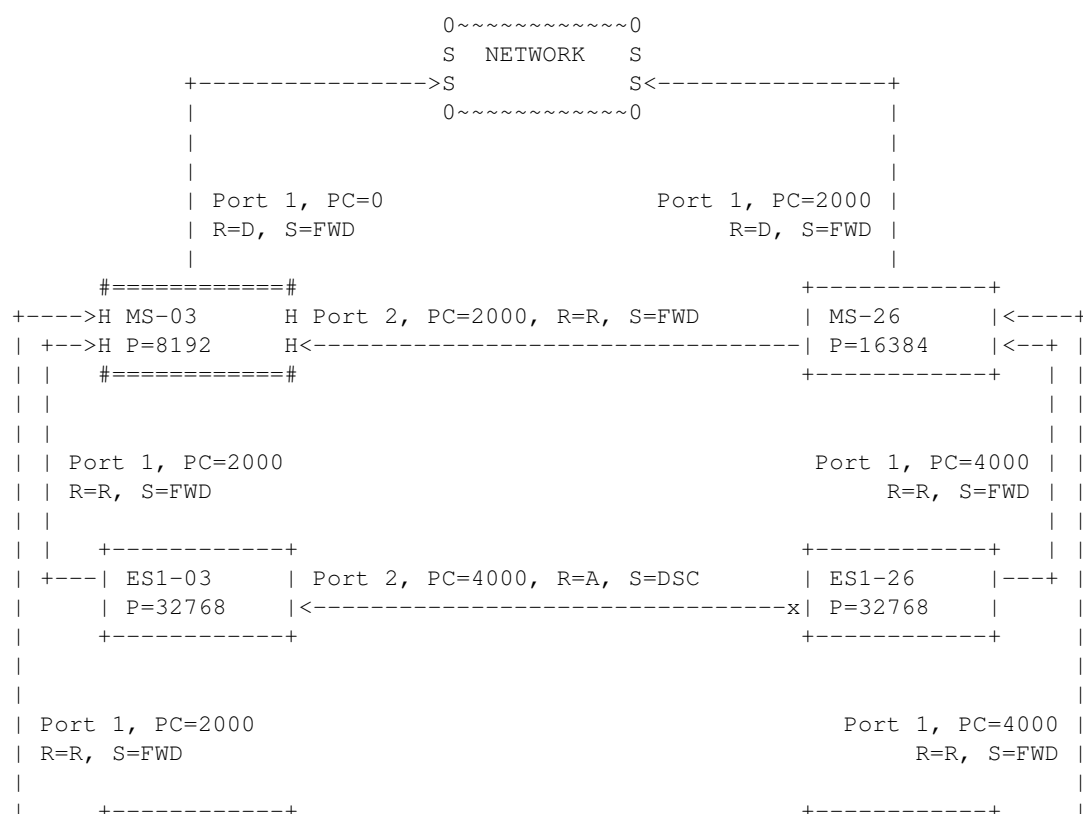 NETWORK
Port 1, PC=0 Port 1, PC=2000
R=D, S=FWD R=D, S=FWD
MS-03 Port 2, PC=2000, R=R, S=FWD MS-26
P=8192 P=16384
Port 1, PC=2000 Port 1, PC=4000
R=R, S=FWD R=R, S=FWD
ES1-03 Port 2, PC=4000, R=A, S=DSC ES1-26
P=32768 P=32768
Port 1, PC=2000 Port 1, PC=4000
R=R, S=FWD R=R, S=FWD